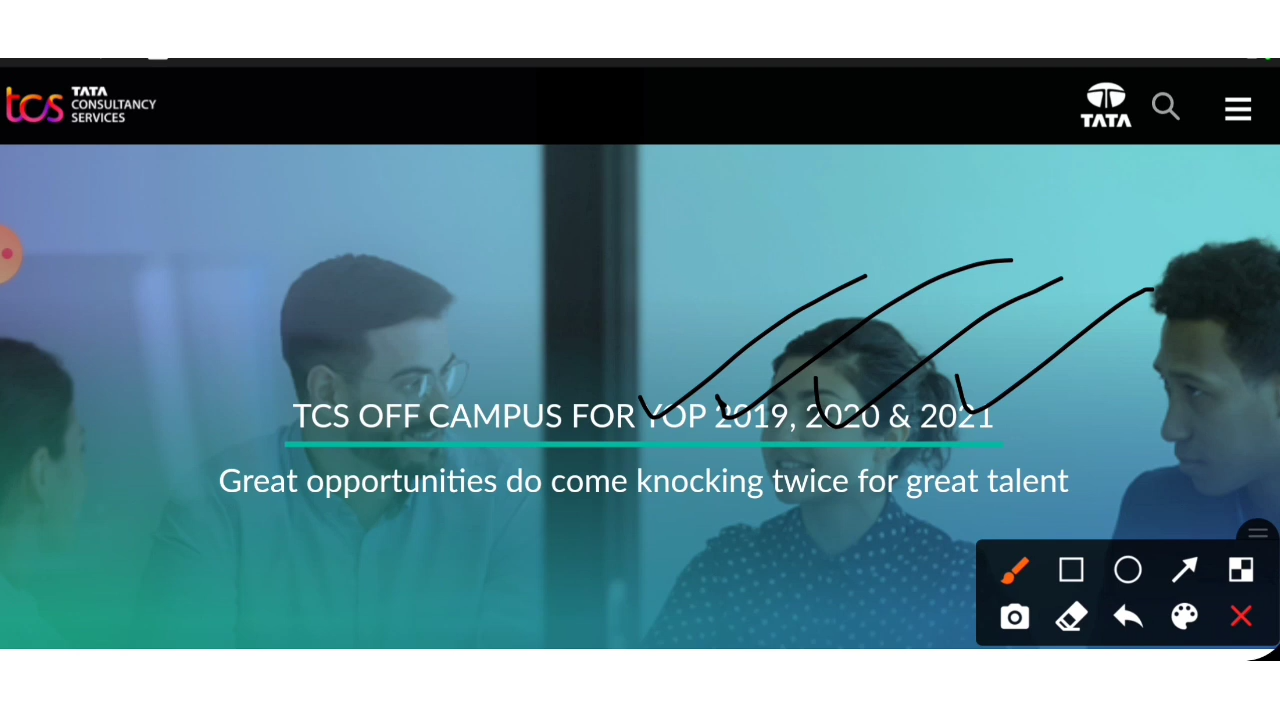 tcs
TATA
CONSULTANCY
SERVICES
TATA
TCS OFF CAMPUS FOR YOP 2019, 2020 & 2021
Great opportunities do come knocking twice for great talent